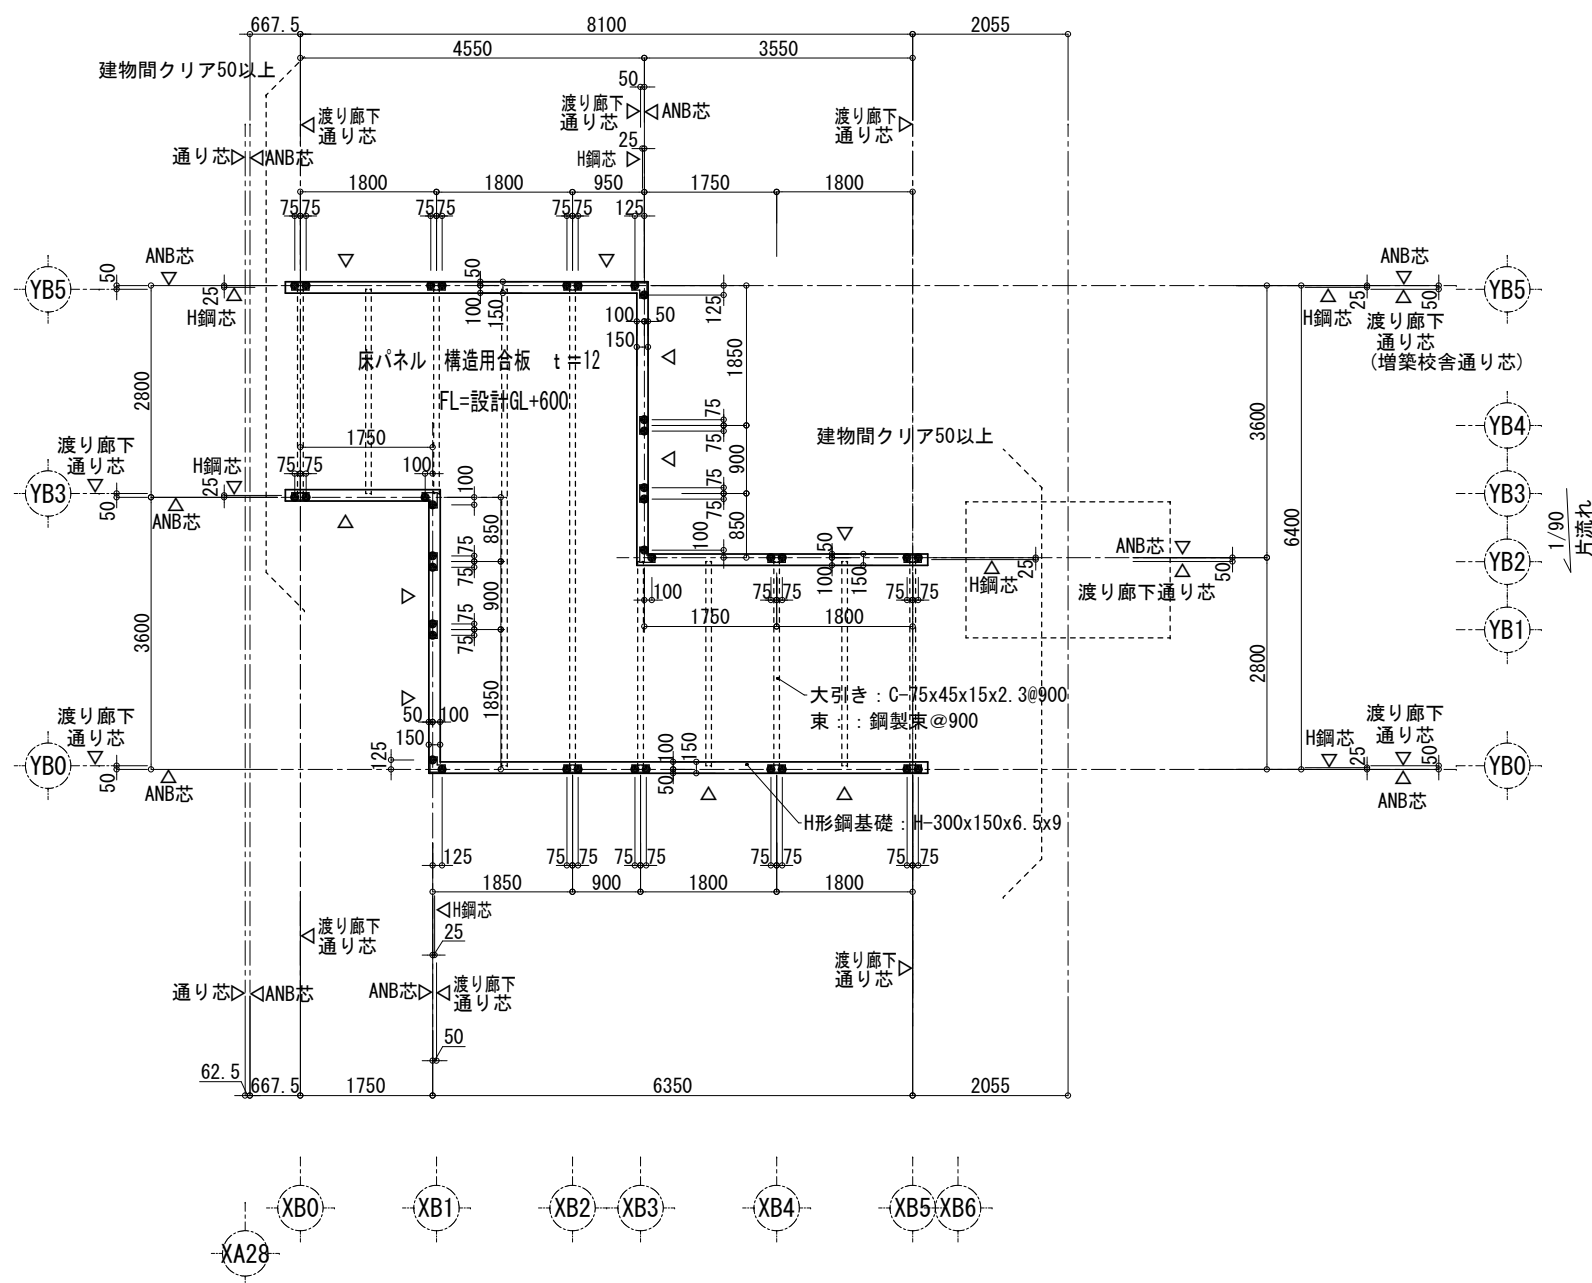 667.5 8100 2055
4550 3550
建物間クリア50以上
50
渡り廊下
通り芯
渡り廊下
通り芯
ANB芯
渡り廊下
通り芯
25
通り芯 ANB芯
H鋼芯
1800 1800 950 1750 1800
75 75 75 75 75 75 125
ANB芯
ANB芯
YB5
50
25
50
100
150
125
25
50
YB5
H鋼芯
H鋼芯
渡り廊下
通り芯
(増築校舎通り芯)
100 50
150
床パネル 構造用合板 t=12
FL=設計GL+600
2800
1850
3600
6400
75
75
YB4
1750
建物間クリア50以上
渡り廊下
通り芯
H鋼芯
75 75 100
900
YB3
50
25
100
75
75
YB3
ANB芯
850
100
850
1/90
片流れ
75
75
50
100
150
ANB芯
25
50
YB2
H鋼芯
渡り廊下通り芯
900
100 75 75 75 75
1750 1800
3600
75
75
YB1
2800
大引き：C-75x45x15x2.3@900
束：：鋼製束@900
1850
渡り廊下
通り芯
50 100
渡り廊下
通り芯
150
H鋼芯
YB0
50
125
100
150
50
25
50
YB0
ANB芯
ANB芯
H形鋼基礎：H-300x150x6.5x9
125 75 75 75 75 75 75 75 75
1850 900 1800 1800
H鋼芯
渡り廊下
通り芯
25
渡り廊下
通り芯
通り芯 ANB芯
ANB芯
渡り廊下
通り芯
50
62.5
667.5 1750 6350 2055
XB0 XB1 XB2 XB3 XB4 XB5 XB6
XA28